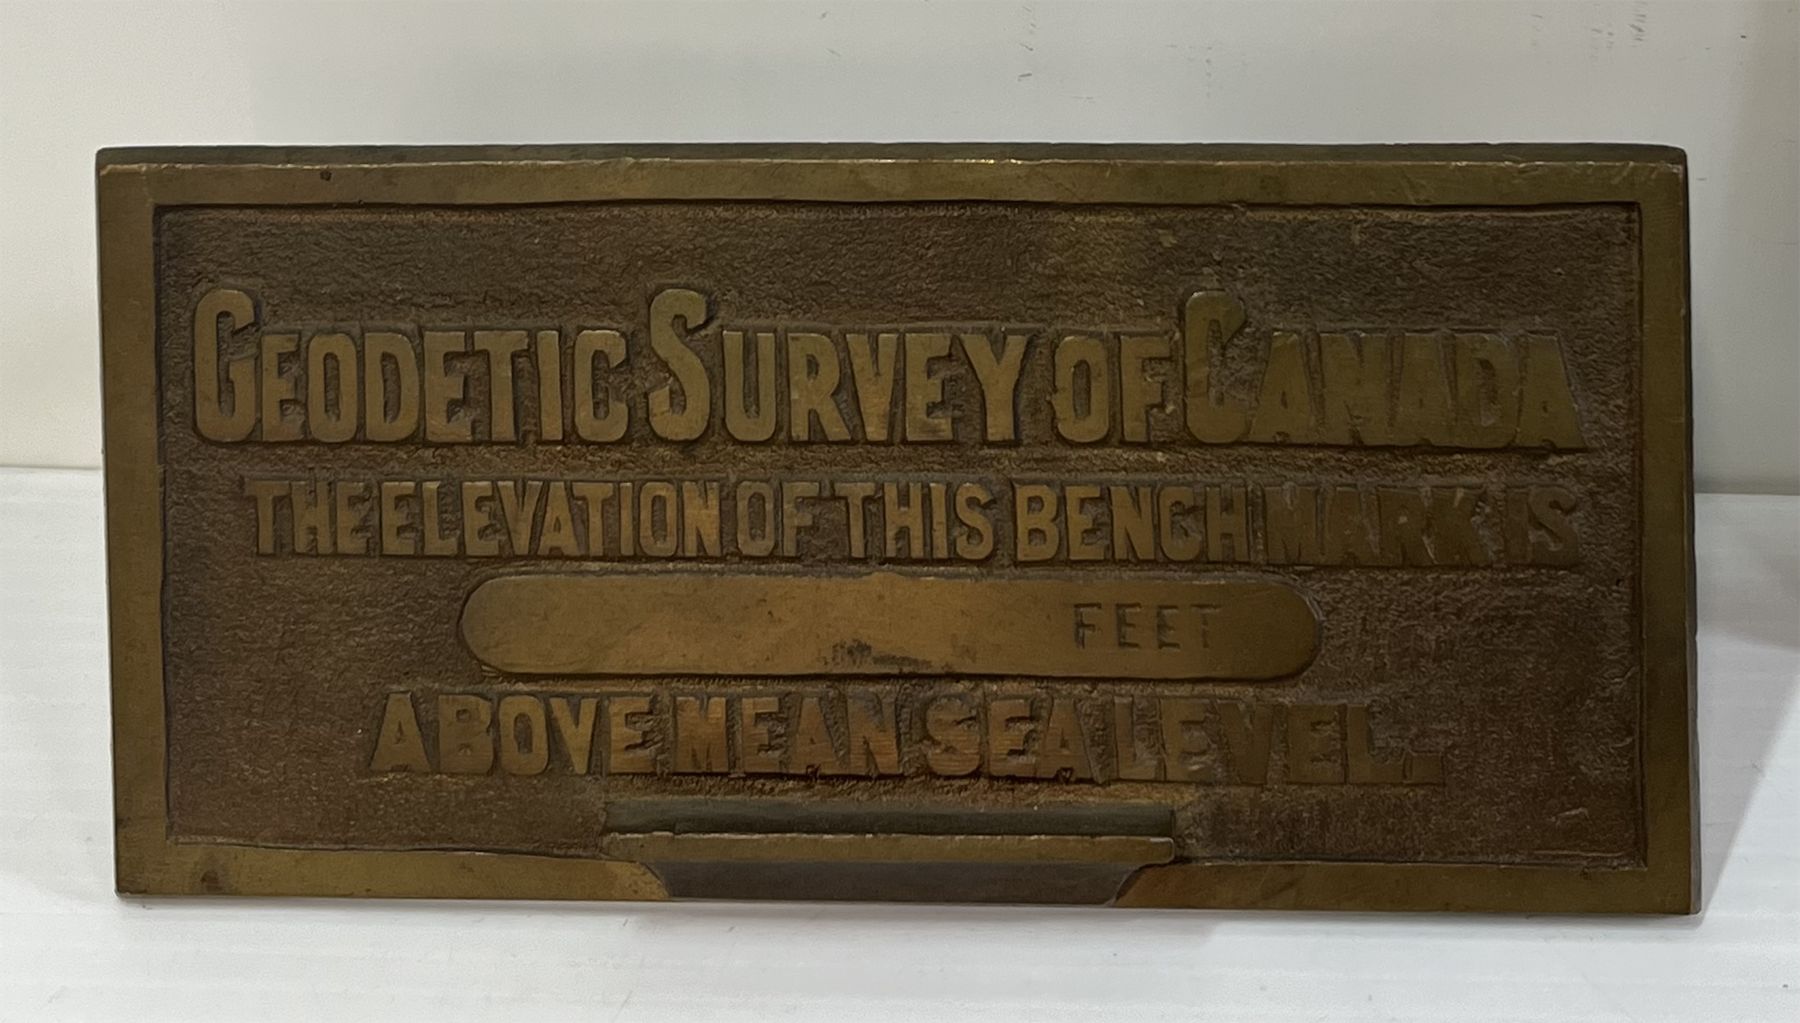 GEODETIC SURVEY OF CANADA
THE ELEVATION OF THIS BENCH MARK IS
FEET
ABOVE MEAN SEA LEVEL.